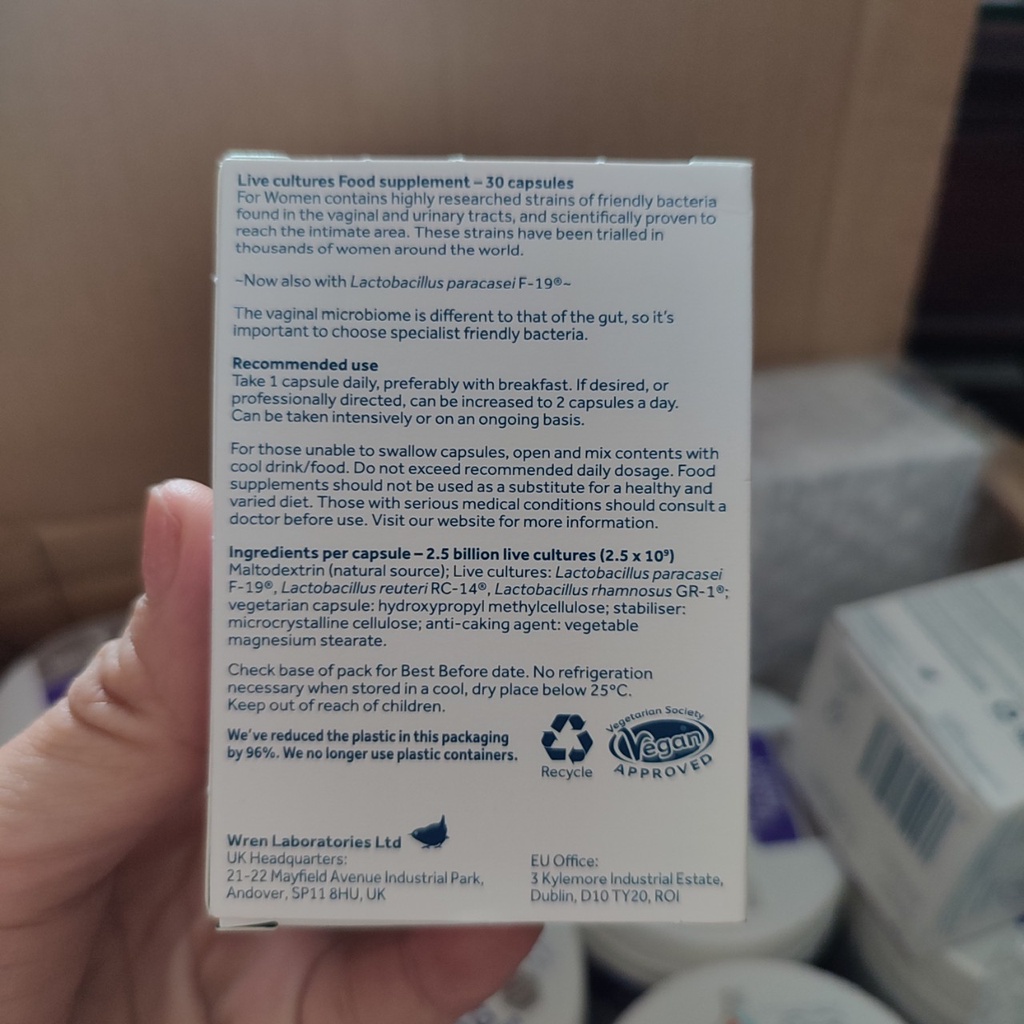 Live cultures Food supplement – 30 capsules
For Women contains highly researched strains of friendly bacteria
found in the vaginal and urinary tracts, and scientifically proven to
reach the intimate area. These strains have been trialled in
thousands of women around the world.
~Now also with Lactobacillus paracasei F-19®~
The vaginal microbiome is different to that of the gut, so it's
important to choose specialist friendly bacteria.
Recommended use
Take 1 capsule daily, preferably with breakfast. If desired, or
professionally directed, can be increased to 2 capsules a day.
Can be taken intensively or on an ongoing basis.
For those unable to swallow capsules, open and mix contents with
cool drink/food. Do not exceed recommended daily dosage. Food
supplements should not be used as a substitute for a healthy and
varied diet. Those with serious medical conditions should consult a
doctor before use. Visit our website for more information.
Ingredients per capsule – 2.5 billion live cultures (2.5 x 10⁹)
Maltodextrin (natural source); Live cultures: Lactobacillus paracasei
F-19®, Lactobacillus reuteri RC-14®, Lactobacillus rhamnosus GR-1®;
vegetarian capsule: hydroxypropyl methylcellulose; stabiliser:
microcrystalline cellulose; anti-caking agent: vegetable
magnesium stearate.
Check base of pack for Best Before date. No refrigeration
necessary when stored in a cool, dry place below 25°C.
Keep out of reach of children.
We've reduced the plastic in this packaging
by 96%. We no longer use plastic containers.
Recycle
Vegetarian Society
Vegan
APPROVED
Wren Laboratories Ltd
UK Headquarters:
21-22 Mayfield Avenue Industrial Park,
Andover, SP11 8HU, UK
EU Office:
3 Kylemore Industrial Estate,
Dublin, D10 TY20, ROI